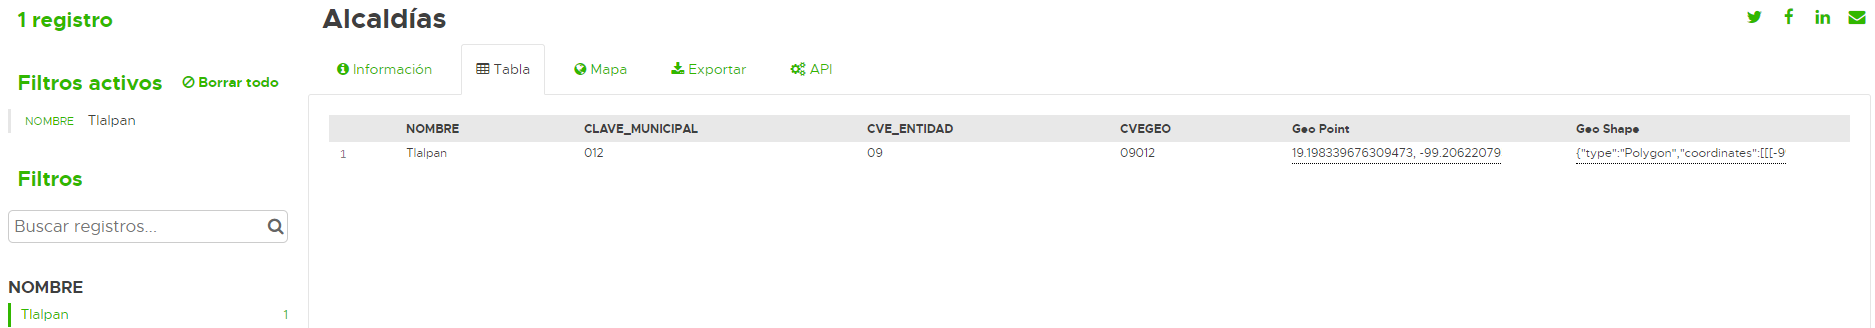 1 registro
Filtros activos
Borrar todo
NOMBRE Tlalpan
Filtros
Buscar registros...
NOMBRE
Tlalpan 1
Alcaldías
Información Tabla Mapa Exportar API
NOMBRE CLAVE_MUNICIPAL CVE_ENTIDAD CVEGEO Geo Point Geo Shape
1 Tlalpan 012 09 09012 19.198339676309473, -99.20622079 {"type":"Polygon","coordinates":[[[-9